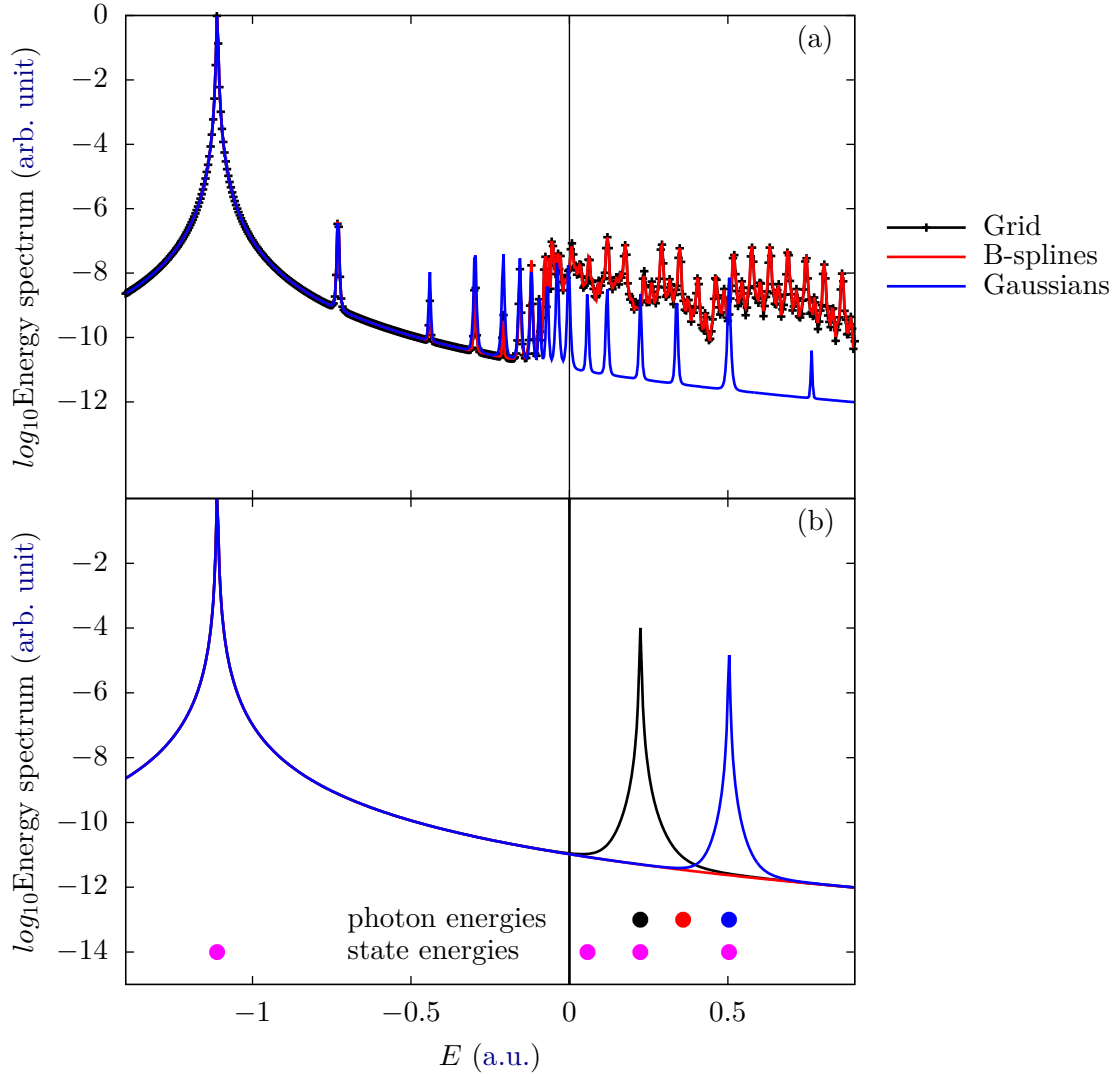 (a)
0
−2
−4
−6
−8
−10
−12
log10Energy spectrum (arb. unit)
Grid
B-splines
Gaussians
(b)
−2
−4
−6
−8
−10
−12
−14
log10Energy spectrum (arb. unit)
photon energies
state energies
−1 −0.5 0 0.5
E (a.u.)